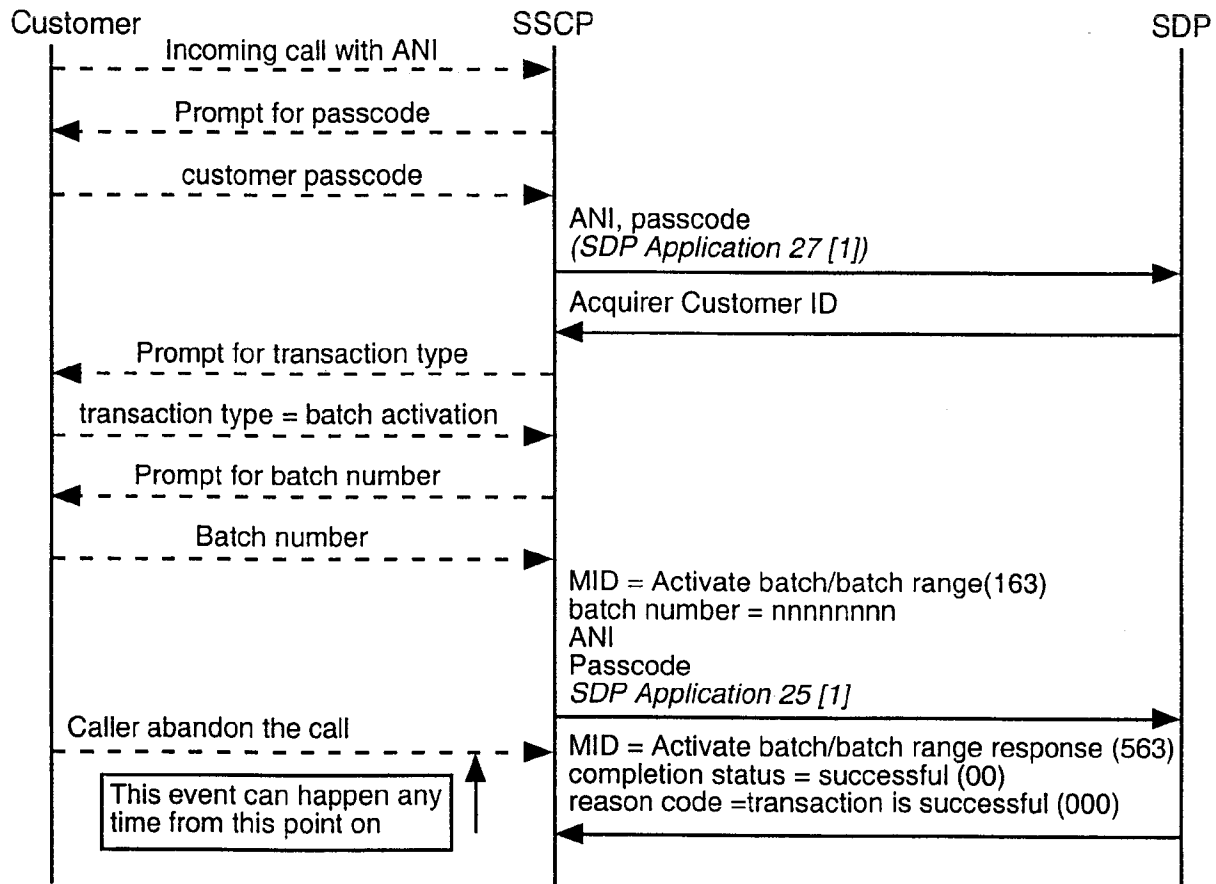 Customer
SSCP
SDP
Incoming call with ANI
Prompt for passcode
customer passcode
ANI, passcode
(SDP Application 27 [1])
Acquirer Customer ID
Prompt for transaction type
transaction type = batch activation
Prompt for batch number
Batch number
MID = Activate batch/batch range(163)
batch number = nnnnnnnnn
ANI
Passcode
SDP Application 25 [1]
Caller abandon the call
MID = Activate batch/batch range response (563)
completion status = successful (00)
reason code =transaction is successful (000)
This event can happen any
time from this point on